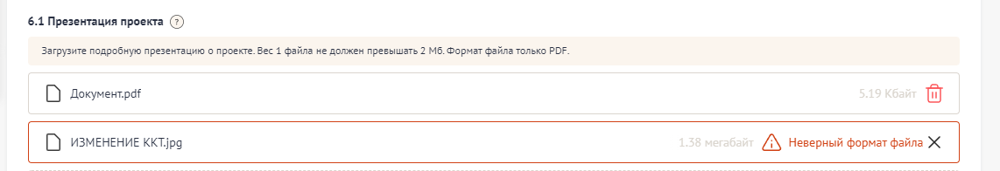 6.1 Презентация проекта ?
Загрузите подробную презентацию о проекте. Вес 1 файла не должен превышать 2 Мб. Формат файла только PDF.
Документ.pdf 5.19 Кбайт
ИЗМЕНЕНИЕ ККТ.jpg 1.38 мегабайт Неверный формат файла